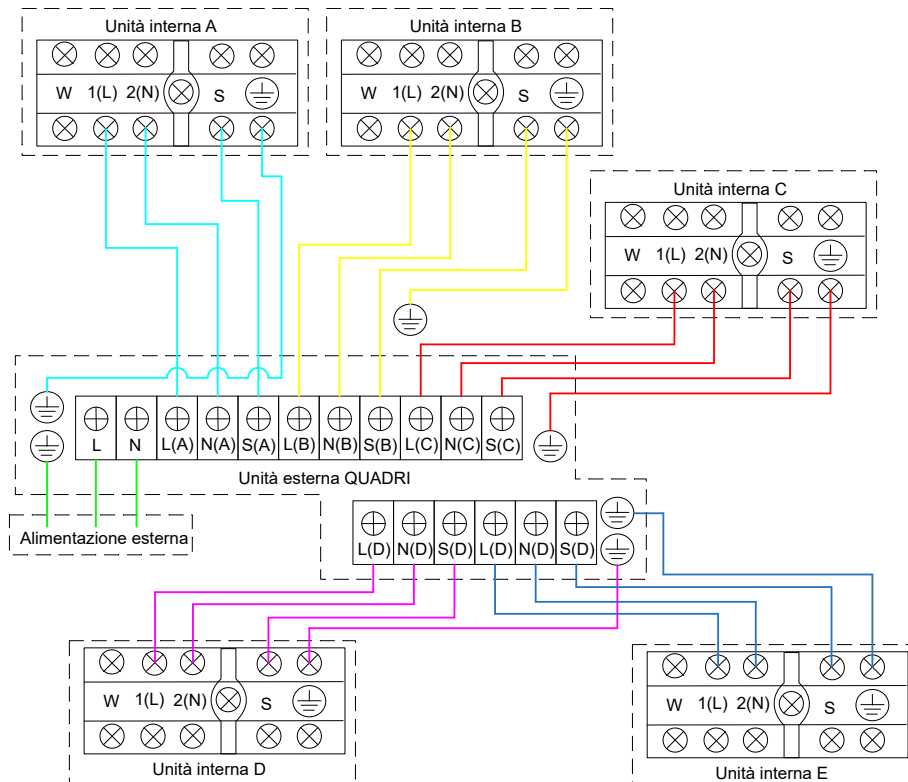 Unità interna A
W 1(L) 2(N) S
Unità interna B
W 1(L) 2(N) S
Unità interna C
W 1(L) 2(N) S
L N L(A) N(A) S(A) L(B) N(B) S(B) L(C) N(C) S(C)
Unità esterna QUADRI
Alimentazione esterna
L(D) N(D) S(D) L(D) N(D) S(D)
W 1(L) 2(N) S
Unità interna D
W 1(L) 2(N) S
Unità interna E